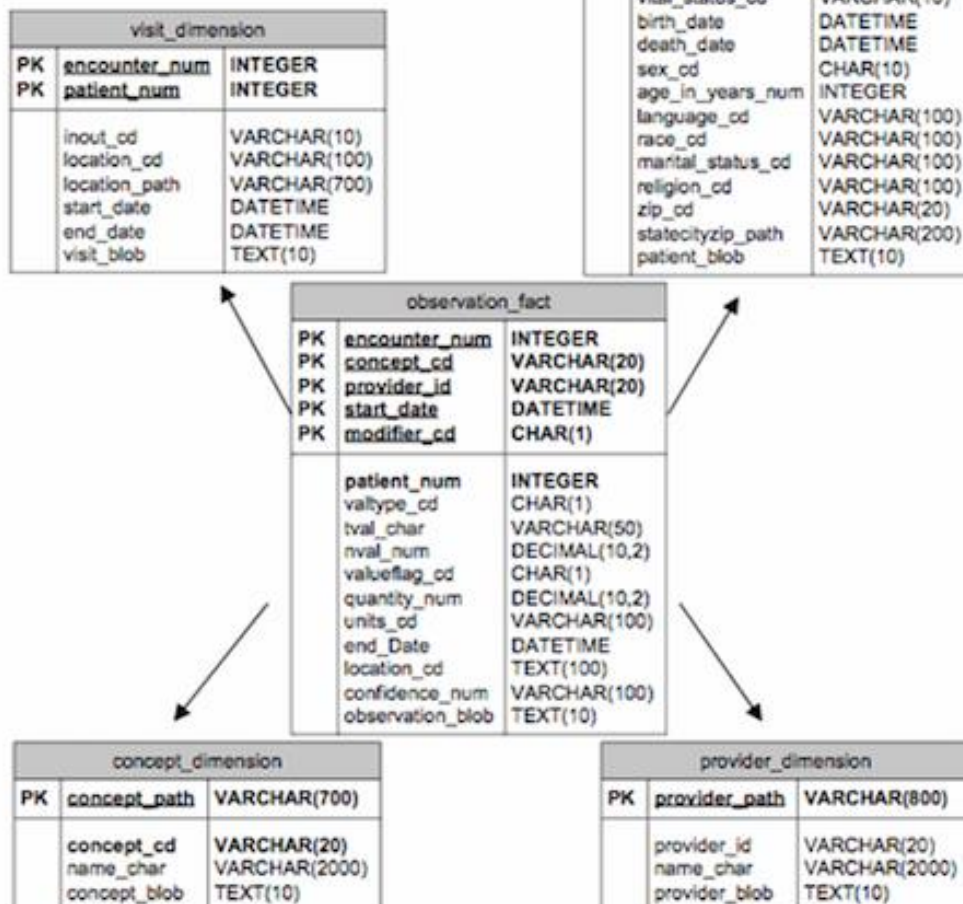 visit_dimension
PK encounter_num INTEGER
PK patient_num INTEGER
inout_cd VARCHAR(10)
location_cd VARCHAR(100)
location_path VARCHAR(700)
start_date DATETIME
end_date DATETIME
visit_blob TEXT(10)
birth_date DATETIME
death_date DATETIME
sex_cd CHAR(10)
age_in_years_num INTEGER
language_cd VARCHAR(100)
race_cd VARCHAR(100)
marital_status_cd VARCHAR(100)
religion_cd VARCHAR(100)
zip_cd VARCHAR(20)
statecityzip_path VARCHAR(200)
patient_blob TEXT(10)
observation_fact
PK encounter_num INTEGER
PK concept_cd VARCHAR(20)
PK provider_id VARCHAR(20)
PK start_date DATETIME
PK modifier_cd CHAR(1)
patient_num INTEGER
valtype_cd CHAR(1)
tval_char VARCHAR(50)
nval_num DECIMAL(10,2)
valueflag_cd CHAR(1)
quantity_num DECIMAL(10,2)
units_cd VARCHAR(100)
end_Date DATETIME
location_cd TEXT(100)
confidence_num VARCHAR(100)
observation_blob TEXT(10)
concept_dimension
PK concept_path VARCHAR(700)
concept_cd VARCHAR(20)
name_char VARCHAR(2000)
concept_blob TEXT(10)
provider_dimension
PK provider_path VARCHAR(800)
provider_id VARCHAR(20)
name_char VARCHAR(2000)
provider_blob TEXT(10)